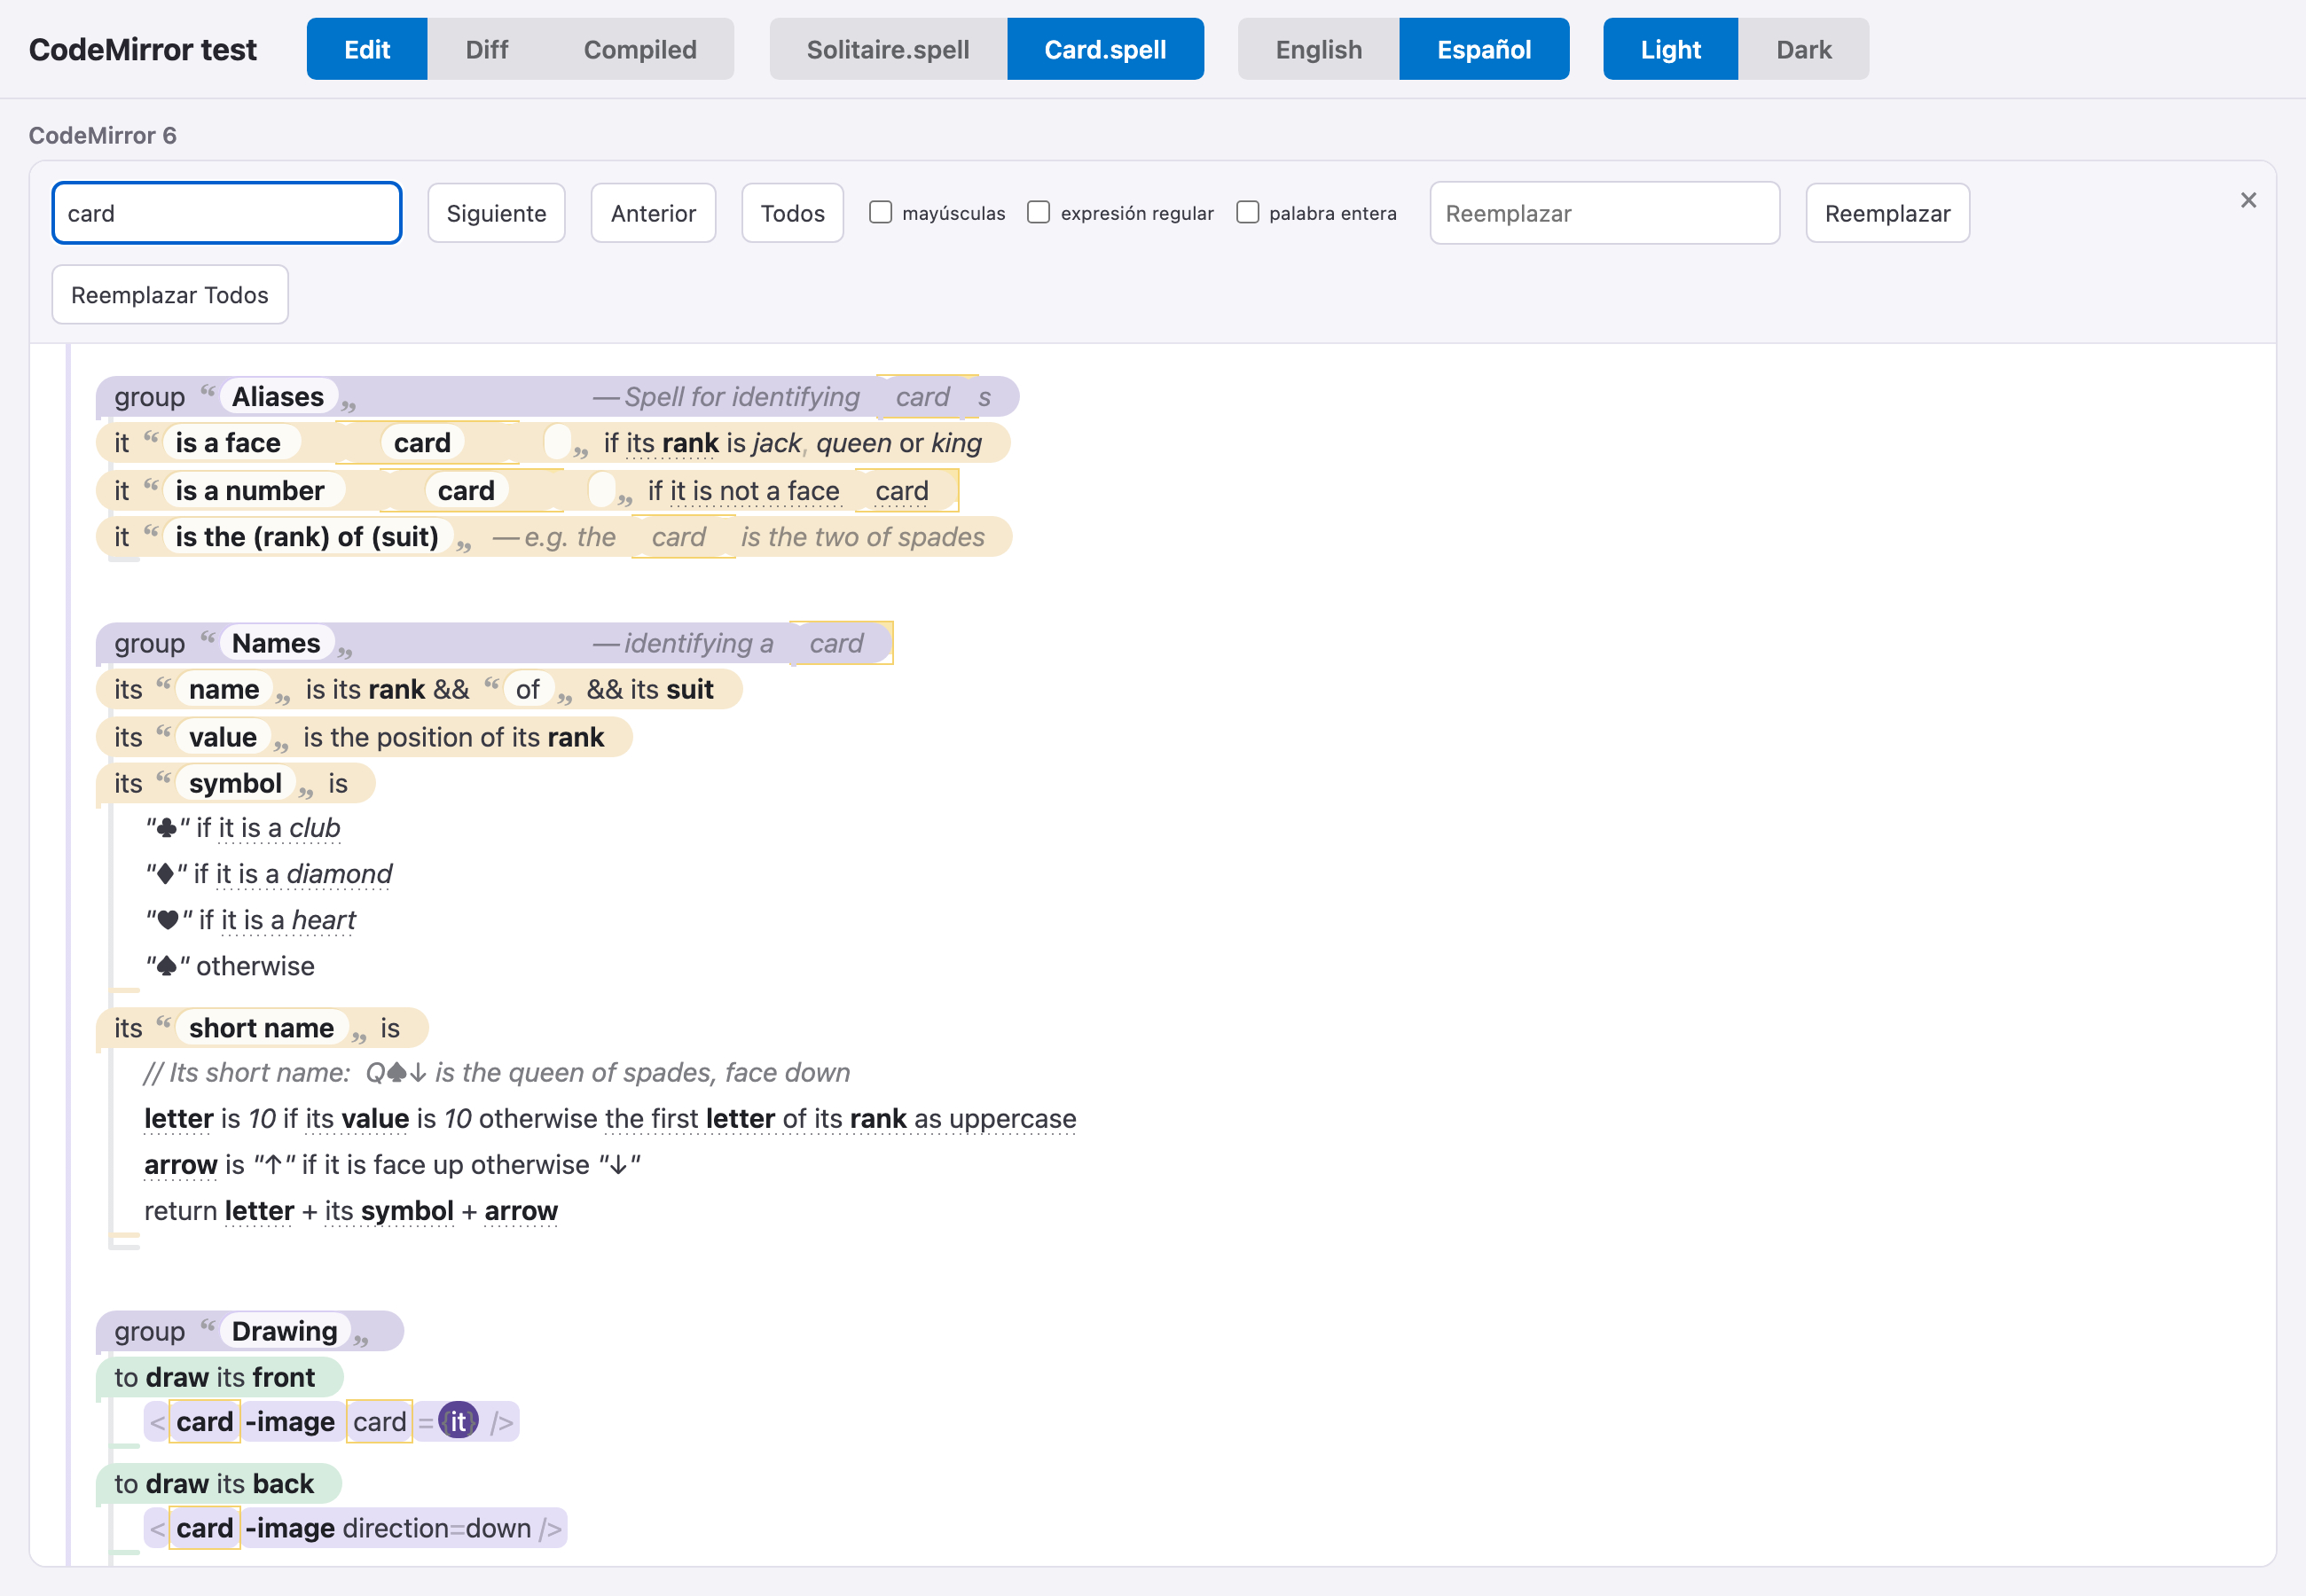 CodeMirror test Edit Diff Compiled Solitaire.spell Card.spell English Español Light Dark
CodeMirror 6
card Siguiente Anterior Todos mayúsculas expresión regular palabra entera Reemplazar Reemplazar ×
Reemplazar Todos
group “ Aliases „ — Spell for identifying cards
it “ is a face card „ if its rank is jack, queen or king
it “ is a number card „ if it is not a face card
it “ is the (rank) of (suit) „ — e.g. the card is the two of spades
group “ Names „ — identifying a card
its “ name „ is its rank && “ of „ && its suit
its “ value „ is the position of its rank
its “ symbol „ is
"♣" if it is a club
"♦" if it is a diamond
"♥" if it is a heart
"♠" otherwise
its “ short name „ is
// Its short name: Q♠↓ is the queen of spades, face down
letter is 10 if its value is 10 otherwise the first letter of its rank as uppercase
arrow is "↑" if it is face up otherwise "↓"
return letter + its symbol + arrow
group “ Drawing „
to draw its front
<card-image card={it} />
to draw its back
<card-image direction=down />